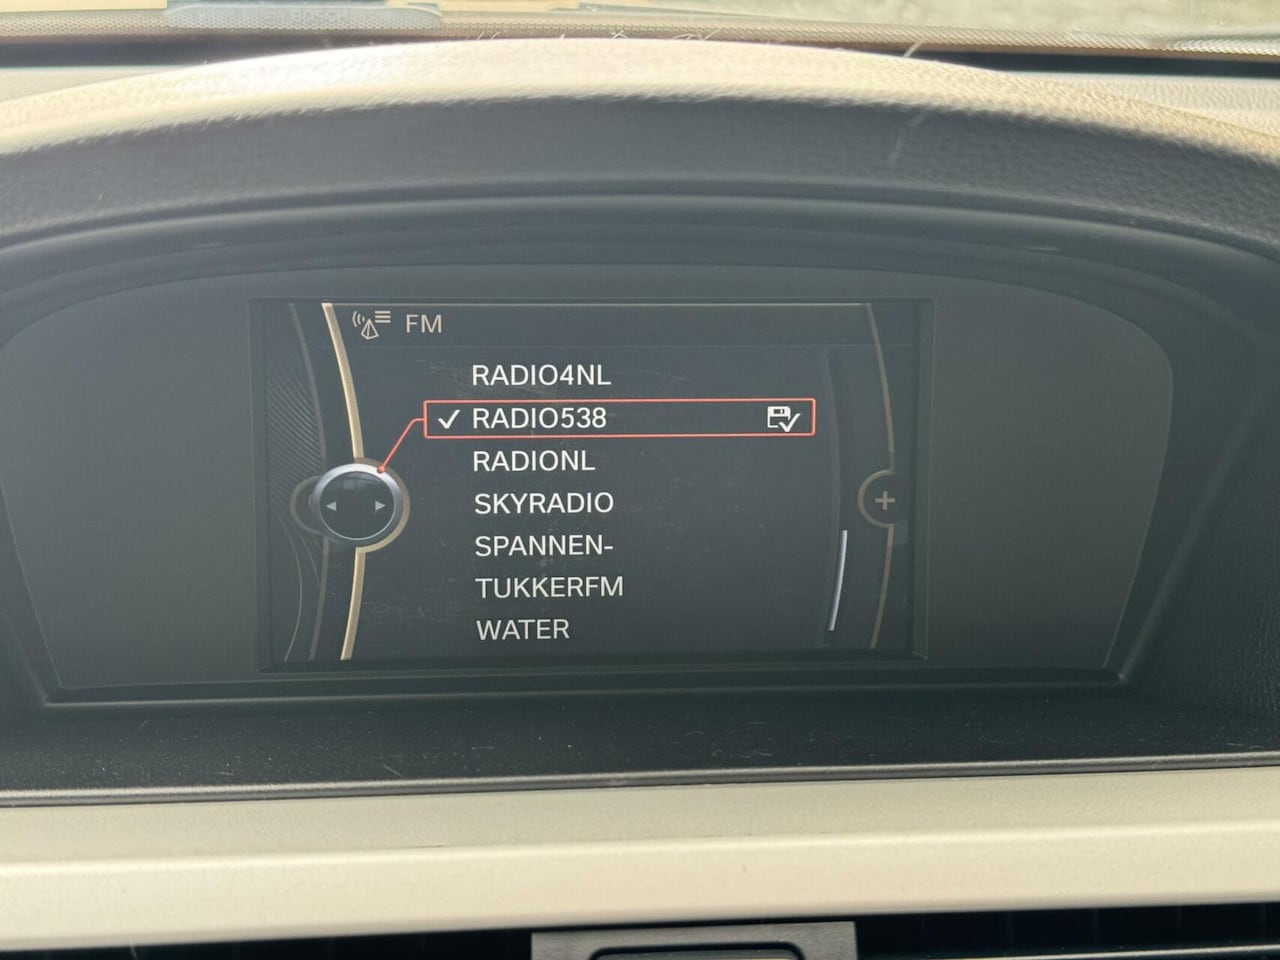 FM
RADIO4NL
RADIO538
RADIONL
SKYRADIO
SPANNEN-
TUKKERFM
WATER